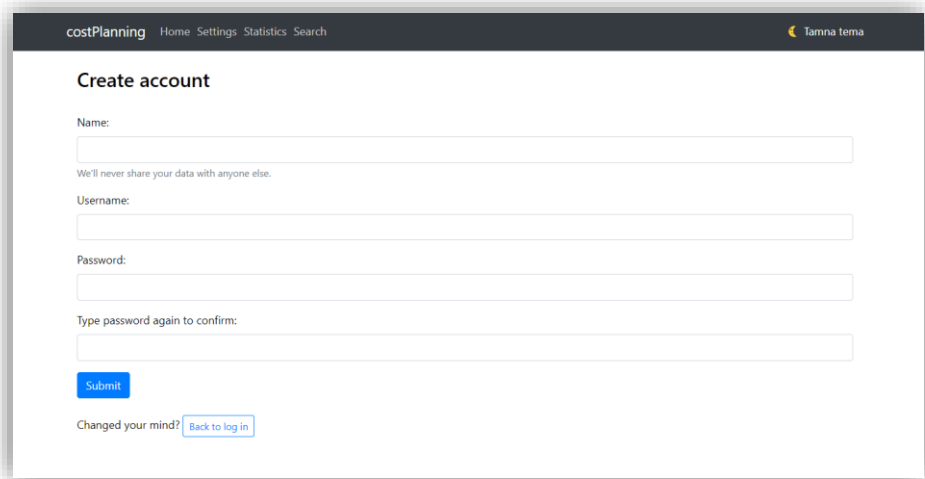 costPlanning Home Settings Statistics Search Tamna tema
Create account
Name:
We'll never share your data with anyone else.
Username:
Password:
Type password again to confirm:
Submit
Changed your mind? Back to log in